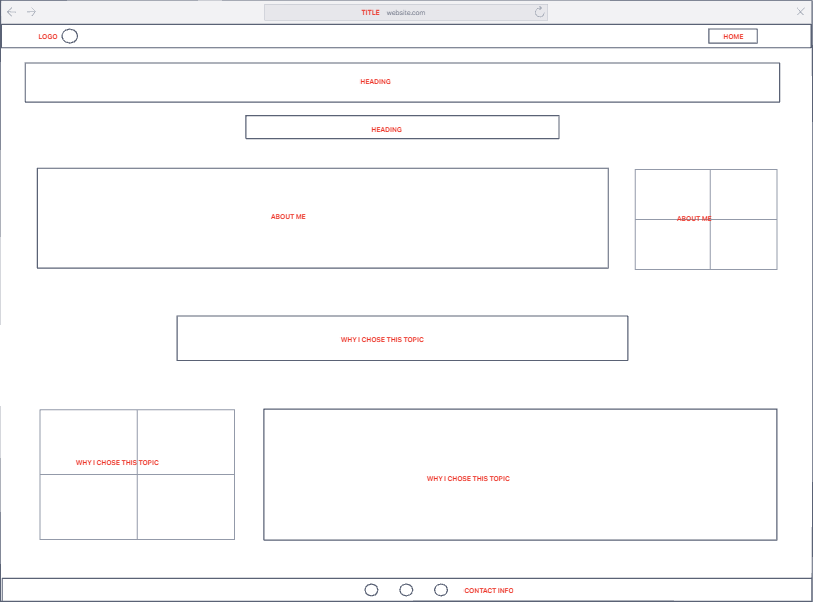 TITLE website.com
LOGO
HOME
HEADING
HEADING
ABOUT ME
ABOUT ME
WHY I CHOSE THIS TOPIC
WHY I CHOSE THIS TOPIC
WHY I CHOSE THIS TOPIC
CONTACT INFO